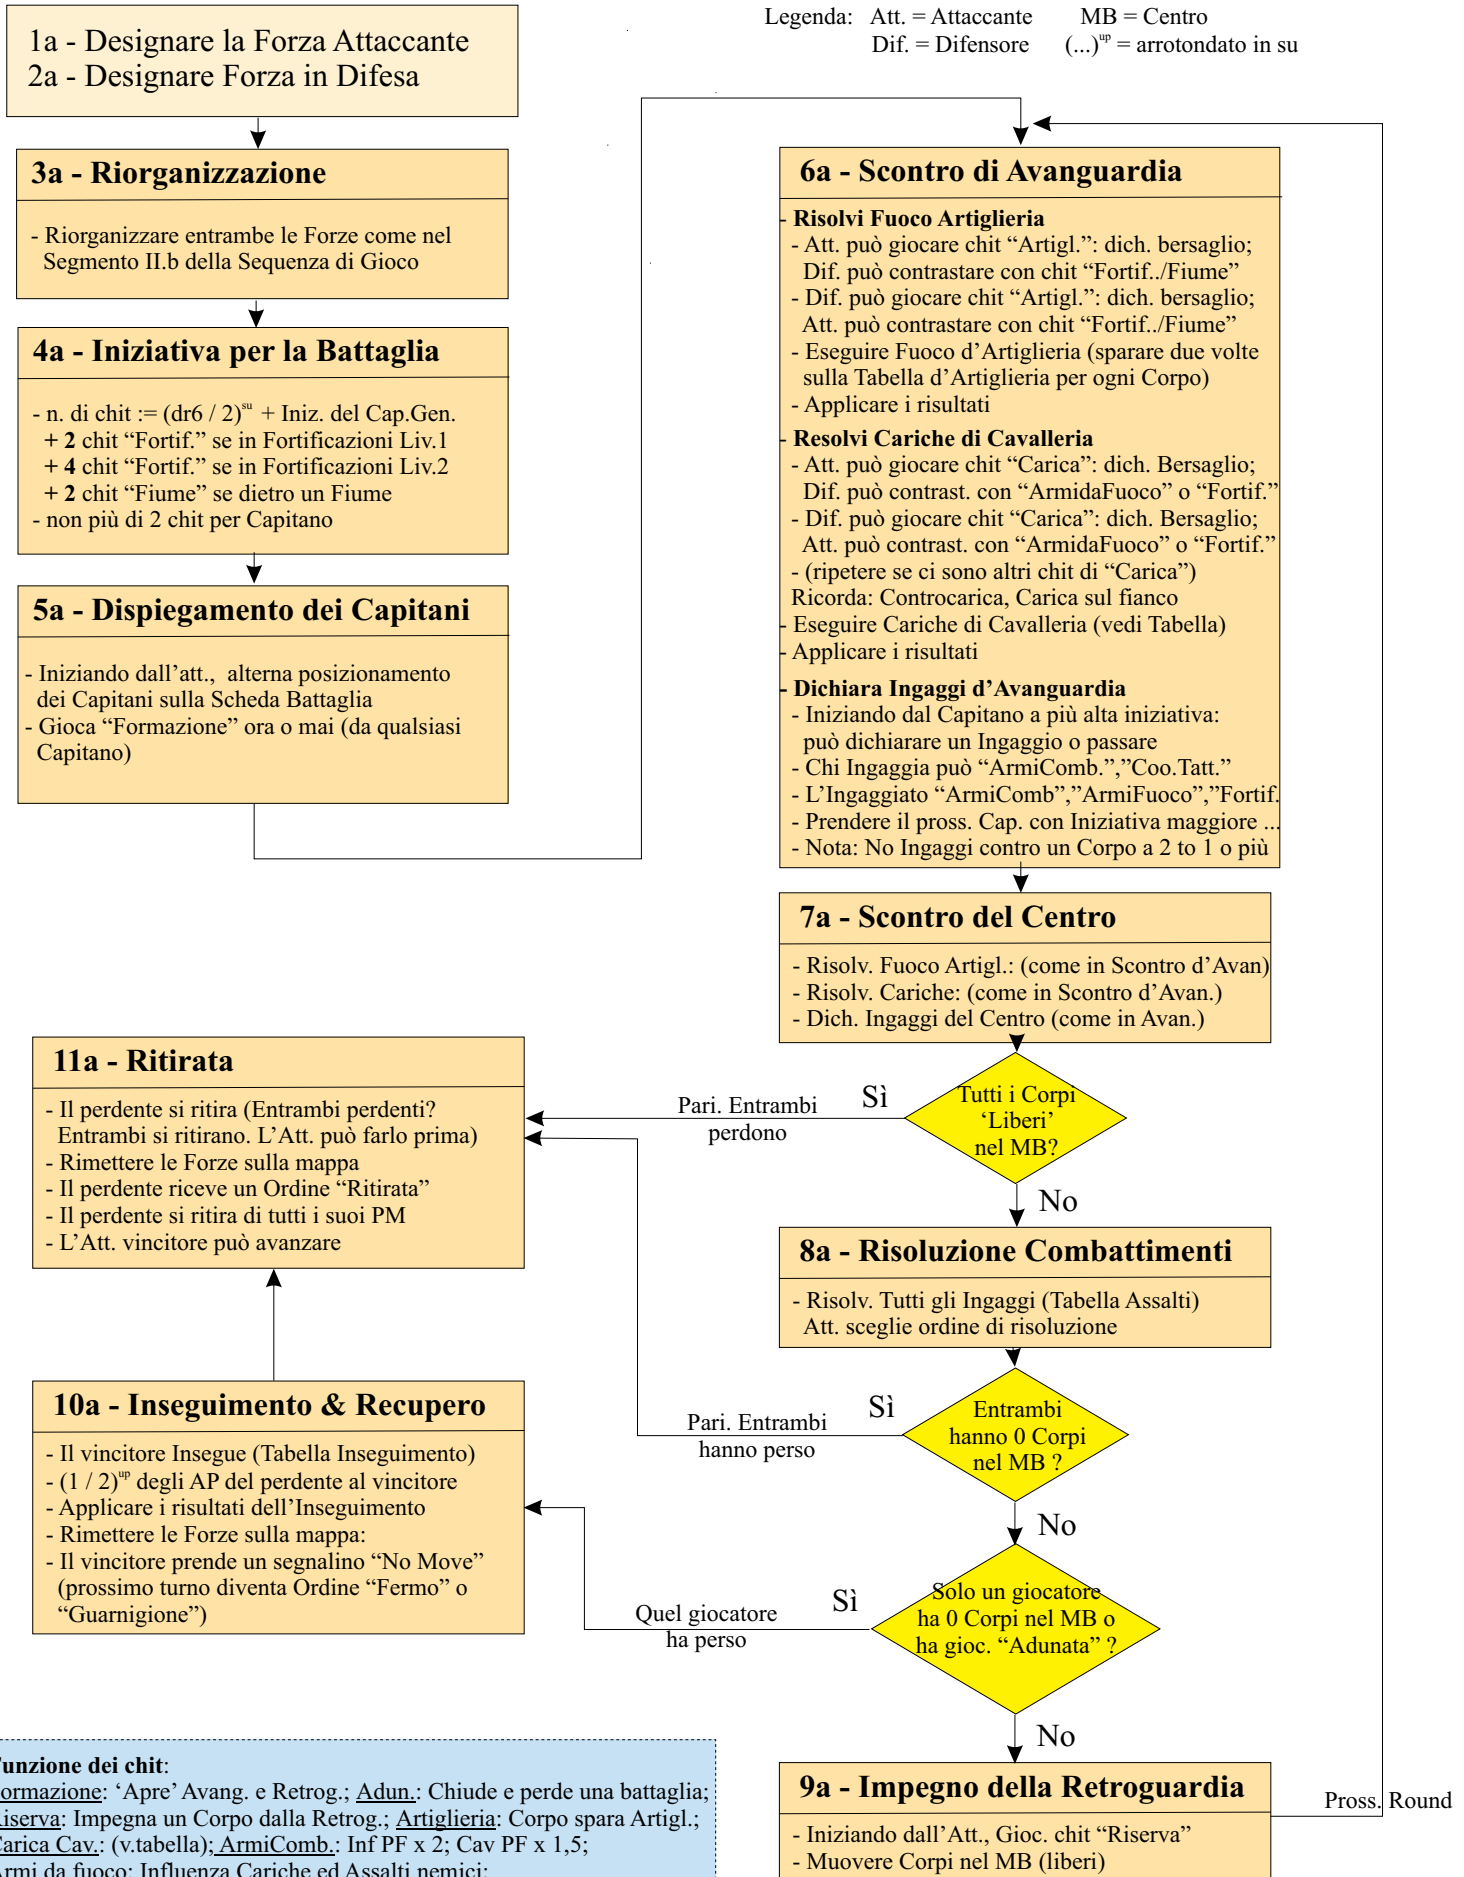 Legenda: Att. = Attaccante MB = Centro
Dif. = Difensore (...)up = arrotondato in su
1a - Designare la Forza Attaccante
2a - Designare Forza in Difesa
3a - Riorganizzazione
- Riorganizzare entrambe le Forze come nel
Segmento II.b della Sequenza di Gioco
4a - Iniziativa per la Battaglia
- n. di chit := (dr6 / 2)su + Iniz. del Cap.Gen.
+ 2 chit “Fortif.” se in Fortificazioni Liv.1
+ 4 chit “Fortif.” se in Fortificazioni Liv.2
+ 2 chit “Fiume” se dietro un Fiume
- non più di 2 chit per Capitano
5a - Dispiegamento dei Capitani
- Iniziando dall’att., alterna posizionamento
dei Capitani sulla Scheda Battaglia
- Gioca “Formazione” ora o mai (da qualsiasi
Capitano)
6a - Scontro di Avanguardia
- Risolvi Fuoco Artiglieria
- Att. può giocare chit “Artigl.”: dich. bersaglio;
Dif. può contrastare con chit “Fortif../Fiume”
- Dif. può giocare chit “Artigl.”: dich. bersaglio;
Att. può contrastare con chit “Fortif../Fiume”
- Eseguire Fuoco d’Artiglieria (sparare due volte
sulla Tabella d’Artiglieria per ogni Corpo)
- Applicare i risultati
- Resolvi Cariche di Cavalleria
- Att. può giocare chit “Carica”: dich. Bersaglio;
Dif. può contrast. con “ArmidaFuoco” o “Fortif.”
- Dif. può giocare chit “Carica”: dich. Bersaglio;
Att. può contrast. con “ArmidaFuoco” o “Fortif.”
- (ripetere se ci sono altri chit di “Carica”)
Ricorda: Controcarica, Carica sul fianco
- Eseguire Cariche di Cavalleria (vedi Tabella)
- Applicare i risultati
- Dichiara Ingaggi d’Avanguardia
- Iniziando dal Capitano a più alta iniziativa:
può dichiarare un Ingaggio o passare
- Chi Ingaggia può “ArmiComb.”,”Coo.Tatt.”
- L’Ingaggiato “ArmiComb”,”ArmiFuoco”,”Fortif.
- Prendere il pross. Cap. con Iniziativa maggiore ...
- Nota: No Ingaggi contro un Corpo a 2 to 1 o più
7a - Scontro del Centro
- Risolv. Fuoco Artigl.: (come in Scontro d’Avan)
- Risolv. Cariche: (come in Scontro d’Avan.)
- Dich. Ingaggi del Centro (come in Avan.)
Tutti i Corpi
‘Liberi’
nel MB?
Sì
Pari. Entrambi
perdono
No
11a - Ritirata
- Il perdente si ritira (Entrambi perdenti?
Entrambi si ritirano. L’Att. può farlo prima)
- Rimettere le Forze sulla mappa
- Il perdente riceve un Ordine “Ritirata”
- Il perdente si ritira di tutti i suoi PM
- L’Att. vincitore può avanzare
8a - Risoluzione Combattimenti
- Risolv. Tutti gli Ingaggi (Tabella Assalti)
Att. sceglie ordine di risoluzione
Entrambi
hanno 0 Corpi
nel MB ?
Sì
Pari. Entrambi
hanno perso
No
10a - Inseguimento & Recupero
- Il vincitore Insegue (Tabella Inseguimento)
- (1 / 2)up degli AP del perdente al vincitore
- Applicare i risultati dell’Inseguimento
- Rimettere le Forze sulla mappa:
- Il vincitore prende un segnalino “No Move”
(prossimo turno diventa Ordine “Fermo” o
“Guarnigione”)
Solo un giocatore
ha 0 Corpi nel MB o
ha gioc. “Adunata” ?
Sì
Quel giocatore
ha perso
No
9a - Impegno della Retroguardia
- Iniziando dall’Att., Gioc. chit “Riserva”
- Muovere Corpi nel MB (liberi)
Pross. Round
Funzione dei chit:
Formazione: ‘Apre’ Avang. e Retrog.; Adun.: Chiude e perde una battaglia;
Riserva: Impegna un Corpo dalla Retrog.; Artiglieria: Corpo spara Artigl.;
Carica Cav.: (v.tabella); ArmiComb.: Inf PF x 2; Cav PF x 1,5;
Armi da fuoco: Influenza Cariche ed Assalti nemici;